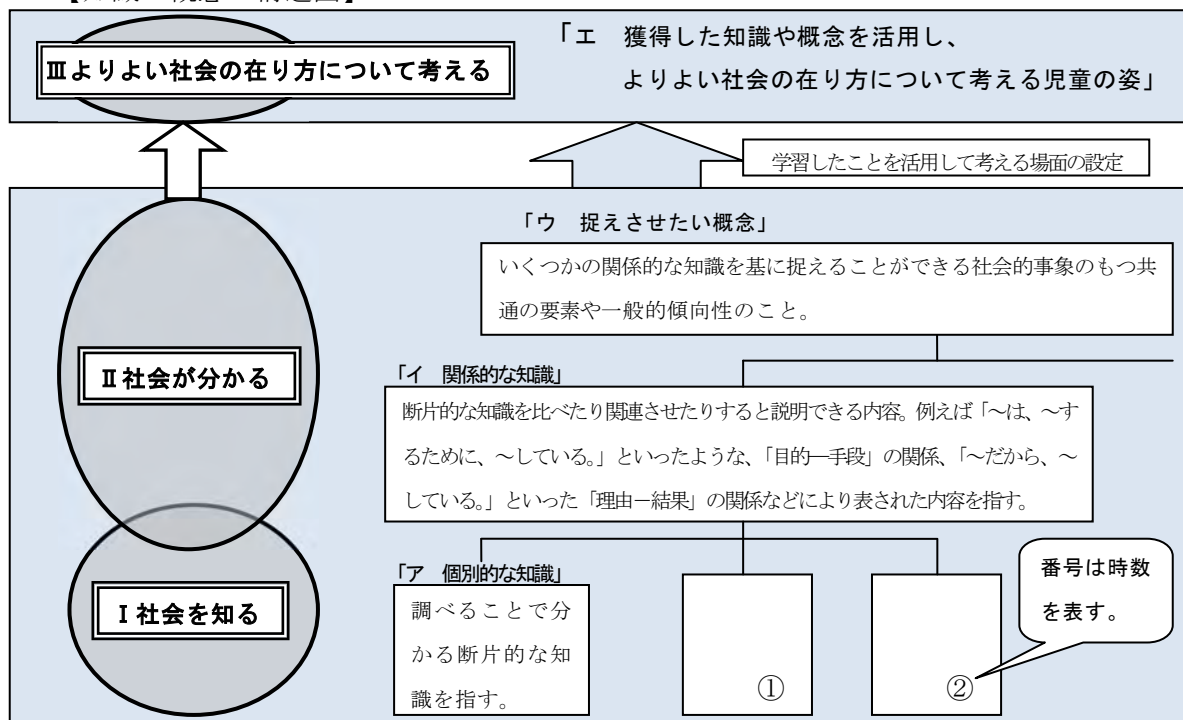 Ⅲよりよい社会の在り方について考える
「エ　獲得した知識や概念を活用し、
よりよい社会の在り方について考える児童の姿」
学習したことを活用して考える場面の設定
「ウ　捉えさせたい概念」
いくつかの関係的な知識を基に捉えることができる社会的事象のもつ共
通の要素や一般的傾向性のこと。
Ⅱ社会が分かる
「イ　関係的な知識」
断片的な知識を比べたり関連させたりすると説明できる内容。例えば「～は、～す
るために、～している。」といったような、「目的―手段」の関係、「～だから、～
している。」といった「理由－結果」の関係などにより表された内容を指す。
「ア　個別的な知識」
調べることで分
かる断片的な知
識を指す。
①
②
番号は時数
を表す。
Ⅰ社会を知る